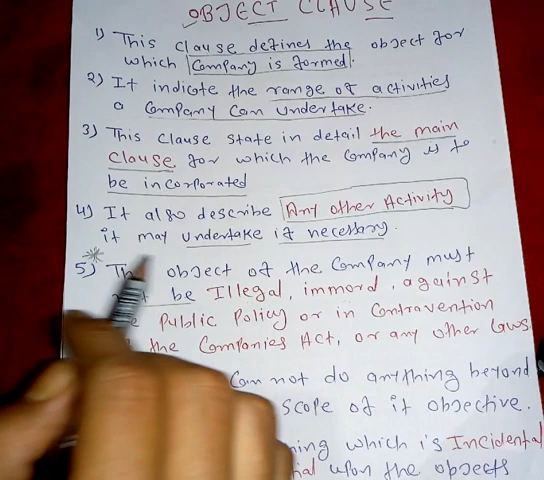 OBJECT CLAUSE
1) This clause defines the object for
which Company is formed.
2) It indicate the range of activities
a Company can undertake.
3) This Clause state in detail the main
Clause for which the Company is to
be incorporated
4) It also describe Any other Activity
it may undertake if necessary.
5) The object of the Company must
be Illegal, immoral, against
Public Policy or in Contravention
the Companies Act, or any other laws.
Can not do anything beyond
scope of it objective.
which is Incidental
upon the objects